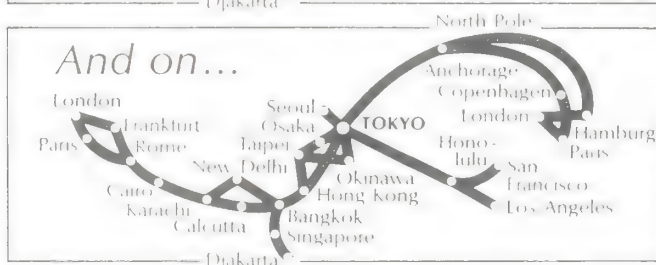 Djakarta
North Pole
And on...
Anchorage
Copenhagen
London
Hamburg
Paris
Seoul
Osaka
TOKYO
Taipei
Okinawa
Hong Kong
Hono-
lulu
San
Francisco
Los Angeles
London
Frankfurt
Paris
Rome
New Delhi
Cairo
Karachi
Calcutta
Bangkok
Singapore
Djakarta